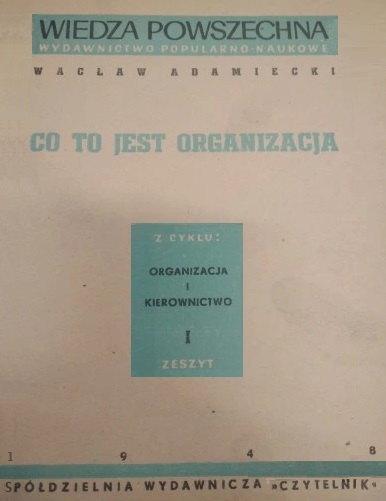 WIEDZA POWSZECHNA
WYDAWNICTWO POPULARNO-NAUKOWE
WACŁAW ADAMIECKI
CO TO JEST ORGANIZACJA
Z CYKLU:
ORGANIZACJA
I
KIEROWNICTWO
I
ZESZYT
1 9 4 8
SPÓŁDZIELNIA WYDAWNICZA „CZYTELNIK”